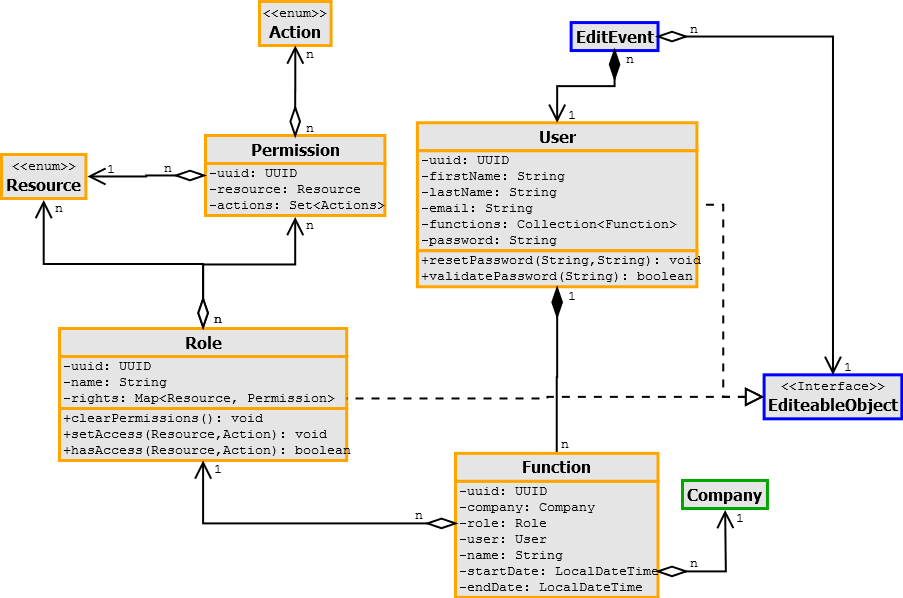 <<enum>>
Action
n
n
EditEvent
n
n
1
1
<<enum>>
Resource
1
n
n
Permission
-uuid: UUID
-resource: Resource
-actions: Set<Actions>
n
User
-uuid: UUID
-firstName: String
-lastName: String
-email: String
-functions: Collection<Function>
-password: String
+resetPassword(String,String): void
+validatePassword(String): boolean
1
n
n
Role
-uuid: UUID
-name: String
-rights: Map<Resource, Permission>
+clearPermissions(): void
+setAccess(Resource,Action): void
+hasAccess(Resource,Action): boolean
1
n
<<Interface>>
EditeableObject
Function
-uuid: UUID
-company: Company
-role: Role
-user: User
-name: String
-startDate: LocalDateTime
-endDate: LocalDateTime
n
Company
1